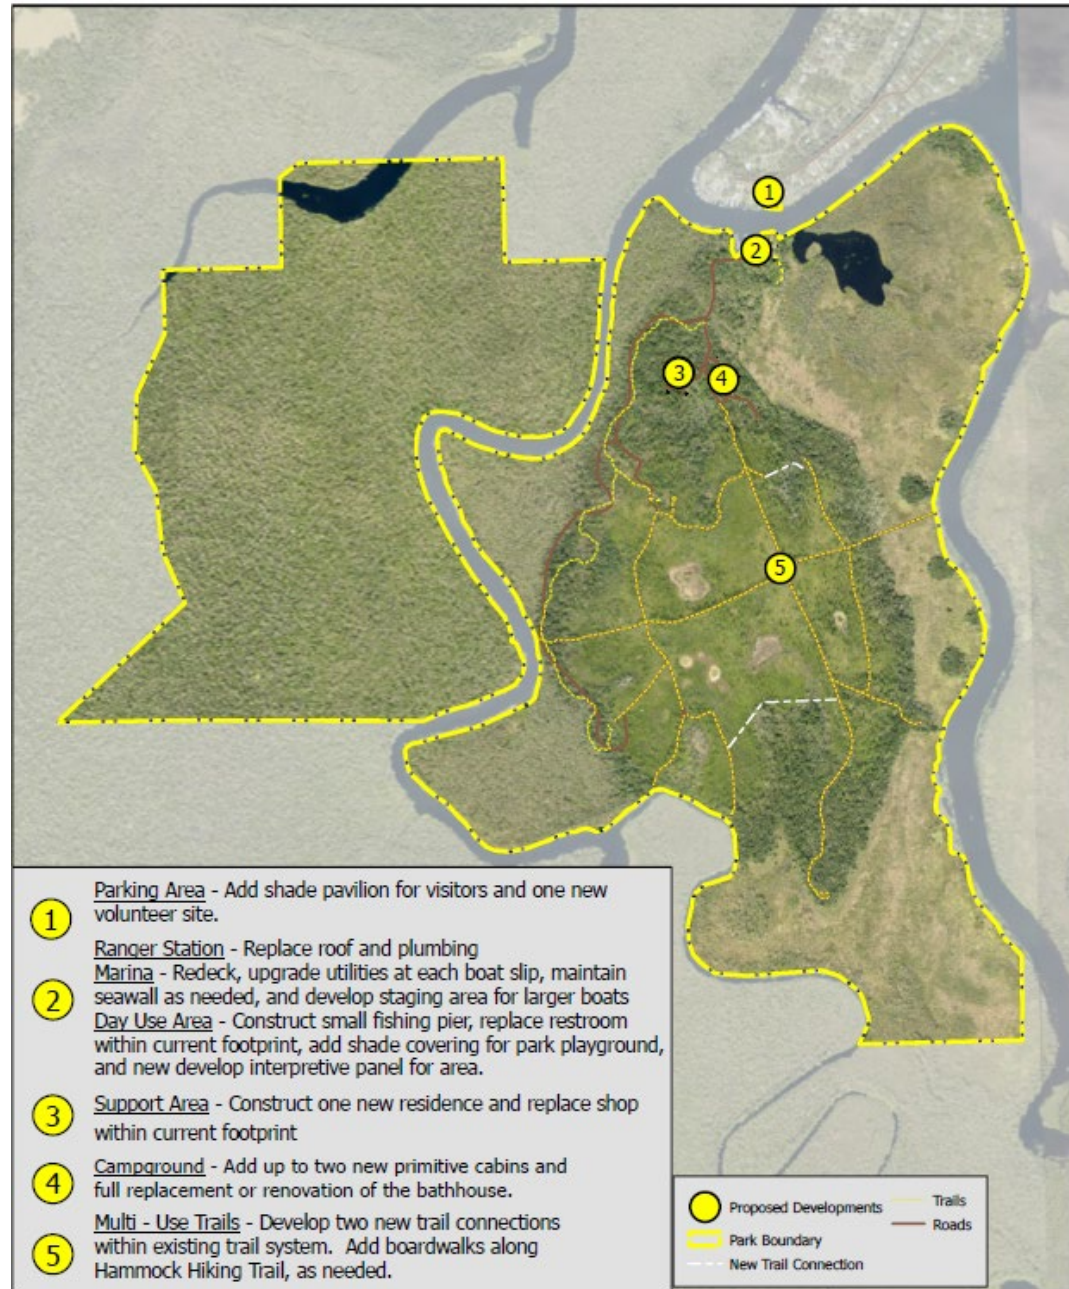 1
2
3
4
5
1
Parking Area - Add shade pavilion for visitors and one new
volunteer site.
2
Ranger Station - Replace roof and plumbing
Marina - Redeck, upgrade utilities at each boat slip, maintain
seawall as needed, and develop staging area for larger boats
Day Use Area - Construct small fishing pier, replace restroom
within current footprint, add shade covering for park playground,
and new develop interpretive panel for area.
3
Support Area - Construct one new residence and replace shop
within current footprint
4
Campground - Add up to two new primitive cabins and
full replacement or renovation of the bathhouse.
5
Multi - Use Trails - Develop two new trail connections
within existing trail system. Add boardwalks along
Hammock Hiking Trail, as needed.
Proposed Developments
Park Boundary
New Trail Connection
Trails
Roads